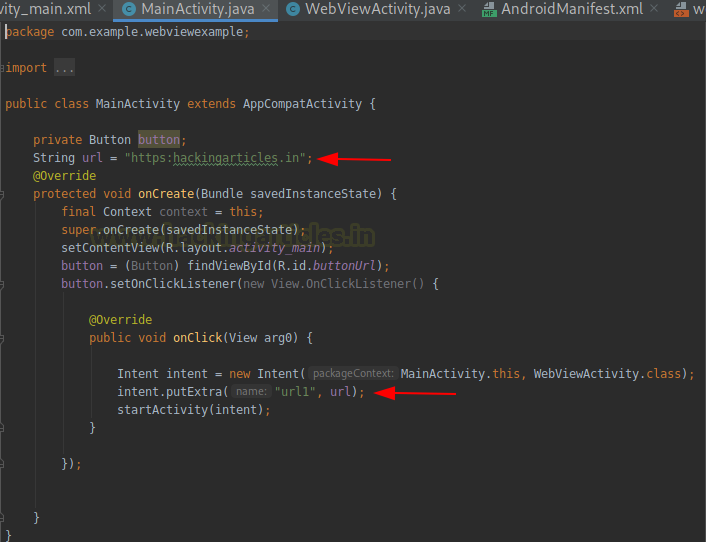 vity_main.xml × MainActivity.java × WebViewActivity.java × AndroidManifest.xml × w
package com.example.webviewexample;
import ...
public class MainActivity extends AppCompatActivity {
private Button button;
String url = "https:hackingarticles.in";
@Override
protected void onCreate(Bundle savedInstanceState) {
final Context context = this;
super.onCreate(savedInstanceState);
www.hackingarticles.in
setContentView(R.layout.activity_main);
button = (Button) findViewById(R.id.buttonUrl);
button.setOnClickListener(new View.OnClickListener() {
@Override
public void onClick(View arg0) {
Intent intent = new Intent( packageContext: MainActivity.this, WebViewActivity.class);
intent.putExtra( name: "url1", url);
startActivity(intent);
}
});
}
}